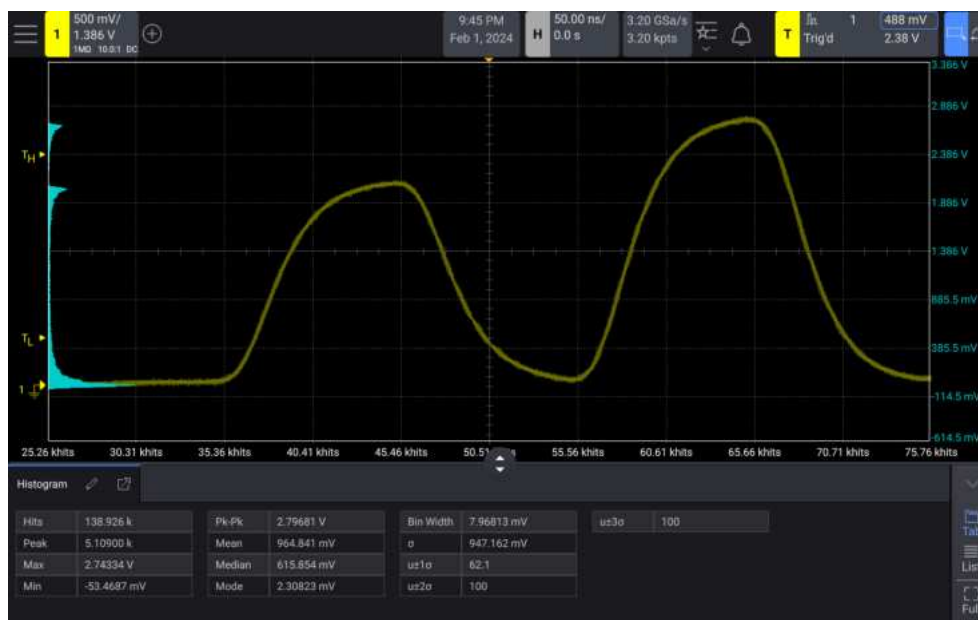 1
500 mV/
1.386 V
1MΩ 10.0:1 DC
9:45 PM
Feb 1, 2024
H
50.00 ns/
0.0 s
3.20 GSa/s
3.20 kpts
T
1
Trig'd
488 mV
2.38 V
3.386 V
2.886 V
TH
2.386 V
1.886 V
1.386 V
885.5 mV
TL
385.5 mV
1
-114.5 mV
-614.5 mV
25.26 khits 30.31 khits 35.36 khits 40.41 khits 45.46 khits 55.56 khits 60.61 khits 65.66 khits 70.71 khits 75.76 khits
Histogram
Hits 138.926 k Pk-Pk 2.79681 V Bin Width 7.96813 mV u±3σ 100
Peak 5.10900 k Mean 964.841 mV σ 947.162 mV
Max 2.74334 V Median 615.854 mV u±1σ 62.1
Min -53.4687 mV Mode 2.30823 mV u±2σ 100
Tab
List
Full